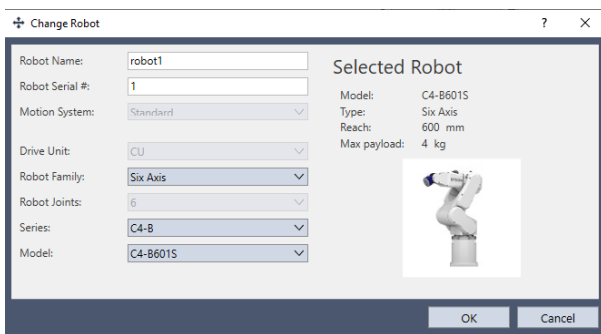 Change Robot ? ×
Robot Name: robot1
Robot Serial #: 1
Motion System: Standard
Drive Unit: CU
Robot Family: Six Axis
Robot Joints: 6
Series: C4-B
Model: C4-B601S
Selected Robot
Model: C4-B601S
Type: Six Axis
Reach: 600 mm
Max payload: 4 kg
OK Cancel